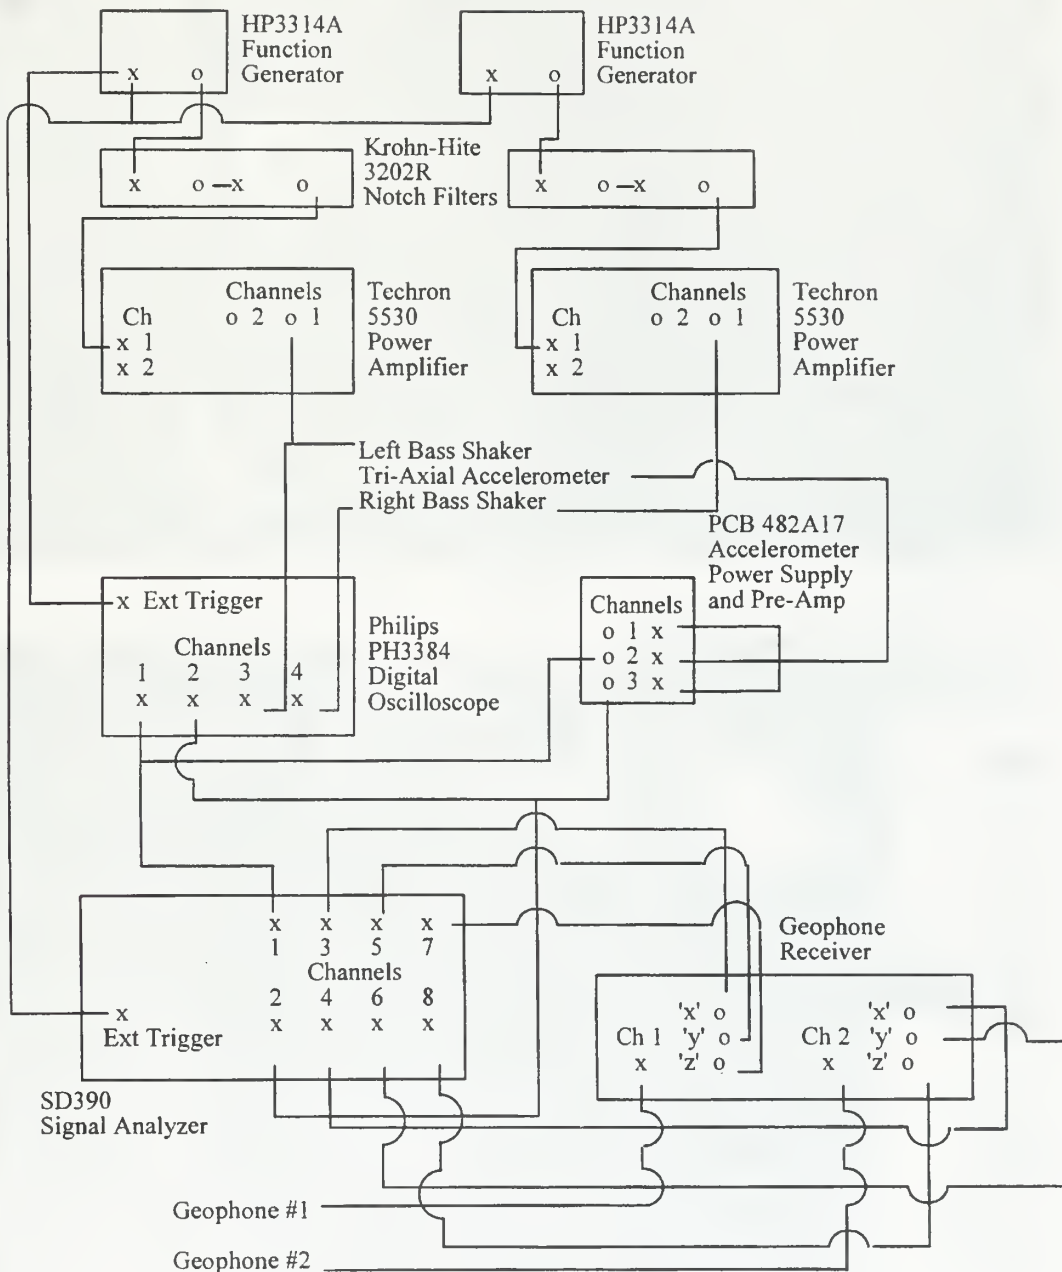 HP3314A
Function
Generator
x o
HP3314A
Function
Generator
x o
Krohn-Hite
3202R
Notch Filters
x o –x o
x o –x o
Channels
o 2 o 1
Ch
x 1
x 2
Techron
5530
Power
Amplifier
Channels
o 2 o 1
Ch
x 1
x 2
Techron
5530
Power
Amplifier
Left Bass Shaker
Tri-Axial Accelerometer
Right Bass Shaker
PCB 482A17
Accelerometer
Power Supply
and Pre-Amp
x Ext Trigger
Channels
1 2 3 4
x x x x
Philips
PH3384
Digital
Oscilloscope
Channels
o 1 x
o 2 x
o 3 x
x x x x
1 3 5 7
Channels
2 4 6 8
x x x x x
Ext Trigger
SD390
Signal Analyzer
Geophone
Receiver
'x' o
Ch 1 'y' o
x 'z' o
'x' o
Ch 2 'y' o
x 'z' o
Geophone #1
Geophone #2